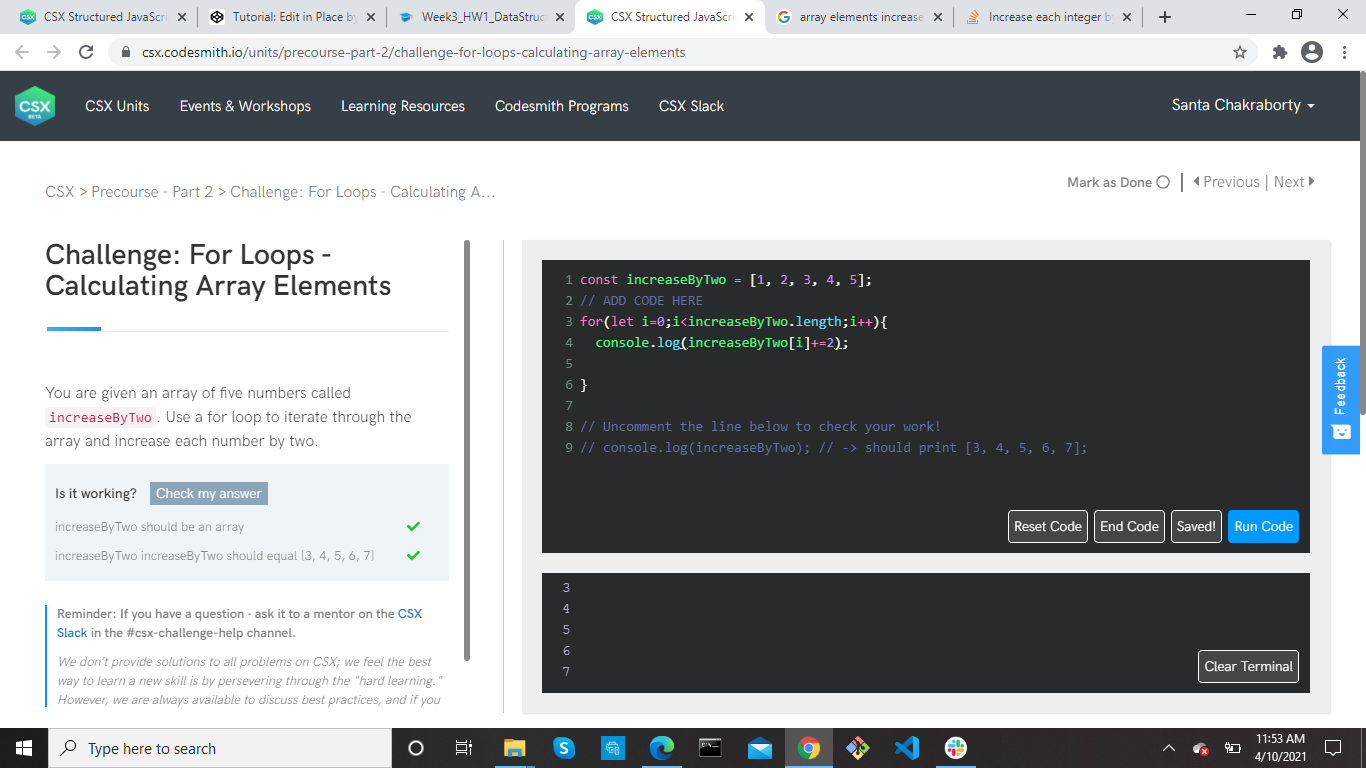 CSX Structured JavaScri
Tutorial: Edit in Place by
Week3_HW1_DataStruc
CSX Structured JavaScri
array elements increase
Increase each integer b
csx.codesmith.io/units/precourse-part-2/challenge-for-loops-calculating-array-elements
CSX
BETA
CSX Units
Events & Workshops
Learning Resources
Codesmith Programs
CSX Slack
Santa Chakraborty
CSX > Precourse - Part 2 > Challenge: For Loops - Calculating A...
Mark as Done
Previous | Next
Challenge: For Loops -
Calculating Array Elements
You are given an array of five numbers called
increaseByTwo . Use a for loop to iterate through the
array and increase each number by two.
Is it working? Check my answer
increaseByTwo should be an array
increaseByTwo increaseByTwo should equal [3, 4, 5, 6, 7]
Reminder: If you have a question - ask it to a mentor on the CSX
Slack in the #csx-challenge-help channel.
We don't provide solutions to all problems on CSX; we feel the best
way to learn a new skill is by persevering through the "hard learning."
However, we are always available to discuss best practices, and if you
1 const increaseByTwo = [1, 2, 3, 4, 5];
2 // ADD CODE HERE
3 for(let i=0;i<increaseByTwo.length;i++){
4 console.log(increaseByTwo[i]+=2);
5
6 }
7
8 // Uncomment the line below to check your work!
9 // console.log(increaseByTwo); // -> should print [3, 4, 5, 6, 7];
Reset Code
End Code
Saved!
Run Code
3
4
5
6
7
Clear Terminal
Feedback
Type here to search
11:53 AM
4/10/2021